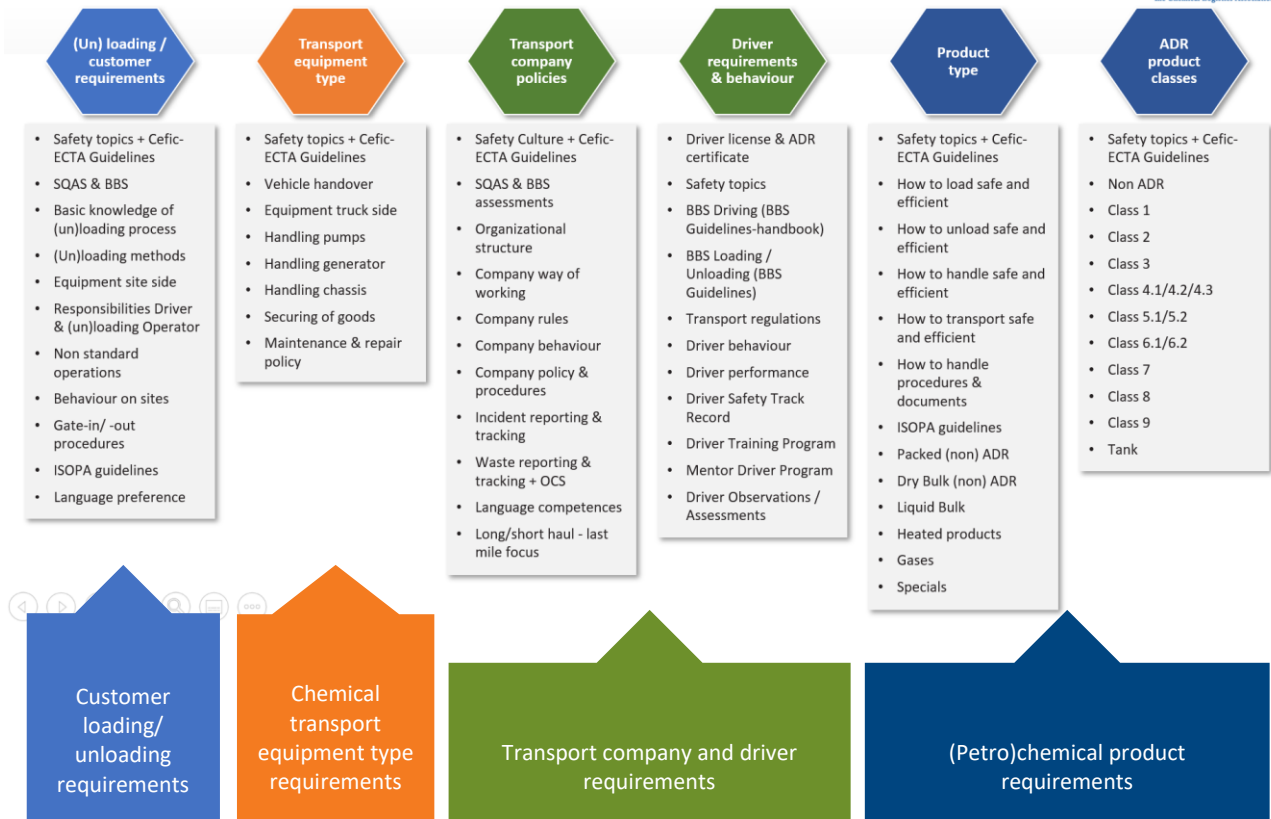 (Un) loading /
customer
requirements
• Safety topics + Cefic-
ECTA Guidelines
• SQAS & BBS
• Basic knowledge of
(un)loading process
• (Un)loading methods
• Equipment site side
• Responsibilities Driver
& (un)loading Operator
• Non standard
operations
• Behaviour on sites
• Gate-in/ -out
procedures
• ISOPA guidelines
• Language preference
Transport
equipment
type
• Safety topics + Cefic-
ECTA Guidelines
• Vehicle handover
• Equipment truck side
• Handling pumps
• Handling generator
• Handling chassis
• Securing of goods
• Maintenance & repair
policy
Transport
company
policies
• Safety Culture + Cefic-
ECTA Guidelines
• SQAS & BBS
assessments
• Organizational
structure
• Company way of
working
• Company rules
• Company behaviour
• Company policy &
procedures
• Incident reporting &
tracking
• Waste reporting &
tracking + OCS
• Language competences
• Long/short haul - last
mile focus
Driver
requirements
& behaviour
• Driver license & ADR
certificate
• Safety topics
• BBS Driving (BBS
Guidelines-handbook)
• BBS Loading /
Unloading (BBS
Guidelines)
• Transport regulations
• Driver behaviour
• Driver performance
• Driver Safety Track
Record
• Driver Training Program
• Mentor Driver Program
• Driver Observations /
Assessments
Product
type
• Safety topics + Cefic-
ECTA Guidelines
• How to load safe and
efficient
• How to unload safe and
efficient
• How to handle safe and
efficient
• How to transport safe
and efficient
• How to handle
procedures &
documents
• ISOPA guidelines
• Packed (non) ADR
• Dry Bulk (non) ADR
• Liquid Bulk
• Heated products
• Gases
• Specials
ADR
product
classes
• Safety topics + Cefic-
ECTA Guidelines
• Non ADR
• Class 1
• Class 2
• Class 3
• Class 4.1/4.2/4.3
• Class 5.1/5.2
• Class 6.1/6.2
• Class 7
• Class 8
• Class 9
• Tank
Customer
loading/
unloading
requirements
Chemical
transport
equipment type
requirements
Transport company and driver
requirements
(Petro)chemical product
requirements